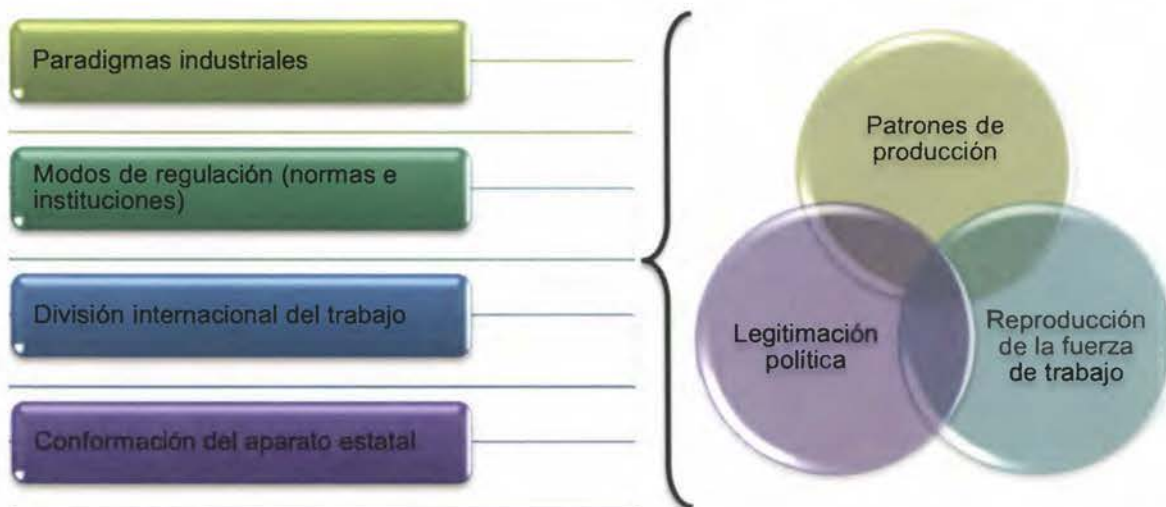 Paradigmas industriales
Modos de regulación (normas e
instituciones)
División internacional del trabajo
Conformación del aparato estatal
Patrones de
producción
Legitimación
política
Reproducción
de la fuerza
de trabajo